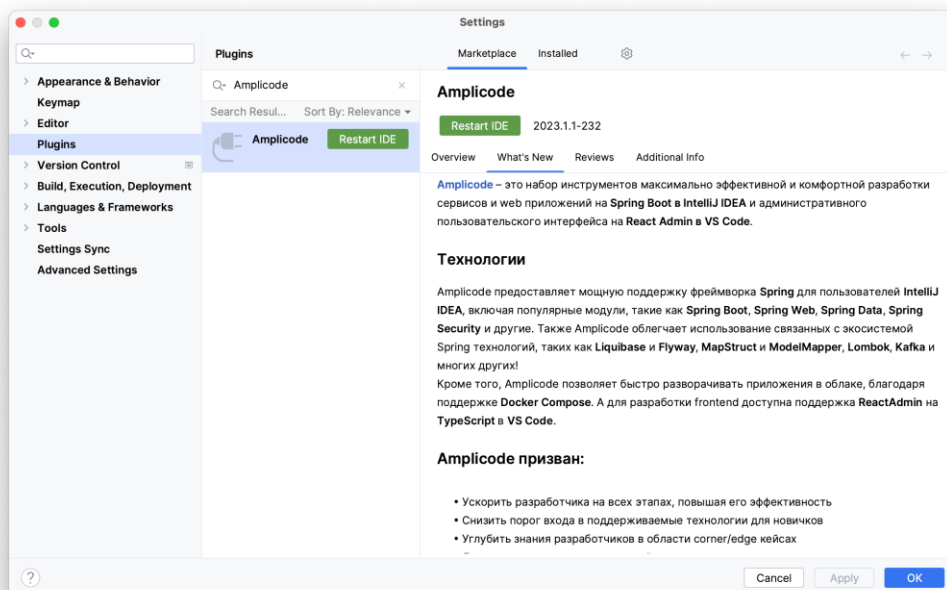 Settings
Plugins
Marketplace
Installed
Appearance & Behavior
Keymap
Editor
Plugins
Version Control
Build, Execution, Deployment
Languages & Frameworks
Tools
Settings Sync
Advanced Settings
Amplicode
Search Resul... Sort By: Relevance
Amplicode Restart IDE
Amplicode
Restart IDE 2023.1.1-232
Overview What's New Reviews Additional Info
Amplicode – это набор инструментов максимально эффективной и комфортной разработки
сервисов и web приложений на Spring Boot в IntelliJ IDEA и административного
пользовательского интерфейса на React Admin в VS Code.
Технологии
Amplicode предоставляет мощную поддержку фреймворка Spring для пользователей IntelliJ
IDEA, включая популярные модули, такие как Spring Boot, Spring Web, Spring Data, Spring
Security и другие. Также Amplicode облегчает использование связанных с экосистемой
Spring технологий, таких как Liquibase и Flyway, MapStruct и ModelMapper, Lombok, Kafka и
многих других!
Кроме того, Amplicode позволяет быстро разворачивать приложения в облаке, благодаря
поддержке Docker Compose. А для разработки frontend доступна поддержка ReactAdmin на
TypeScript в VS Code.
Amplicode призван:
• Ускорить разработчика на всех этапах, повышая его эффективность
• Снизить порог входа в поддерживаемые технологии для новичков
• Углубить знания разработчиков в области corner/edge кейсах
?
Cancel
Apply
OK